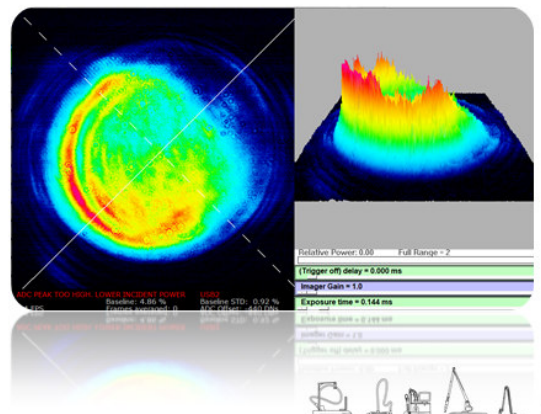 ADC PEAK TOO HIGH. LOWER INCIDENT POWER USB2
Baseline: 4.86 % Baseline STD: 0.92 %
FPS Frames averaged: 0 ADC Offset: -440 DNs
Relative Power: 0.00 Full Range = 2
(Trigger off) delay = 0.000 ms
Imager Gain = 1.0
Exposure time = 0.144 ms